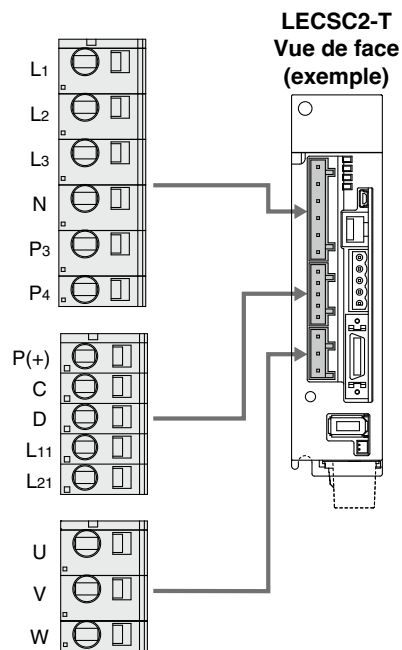 LECSC2-T
Vue de face
(exemple)
L1
L2
L3
N
P3
P4
P(+)
C
D
L11
L21
U
V
W